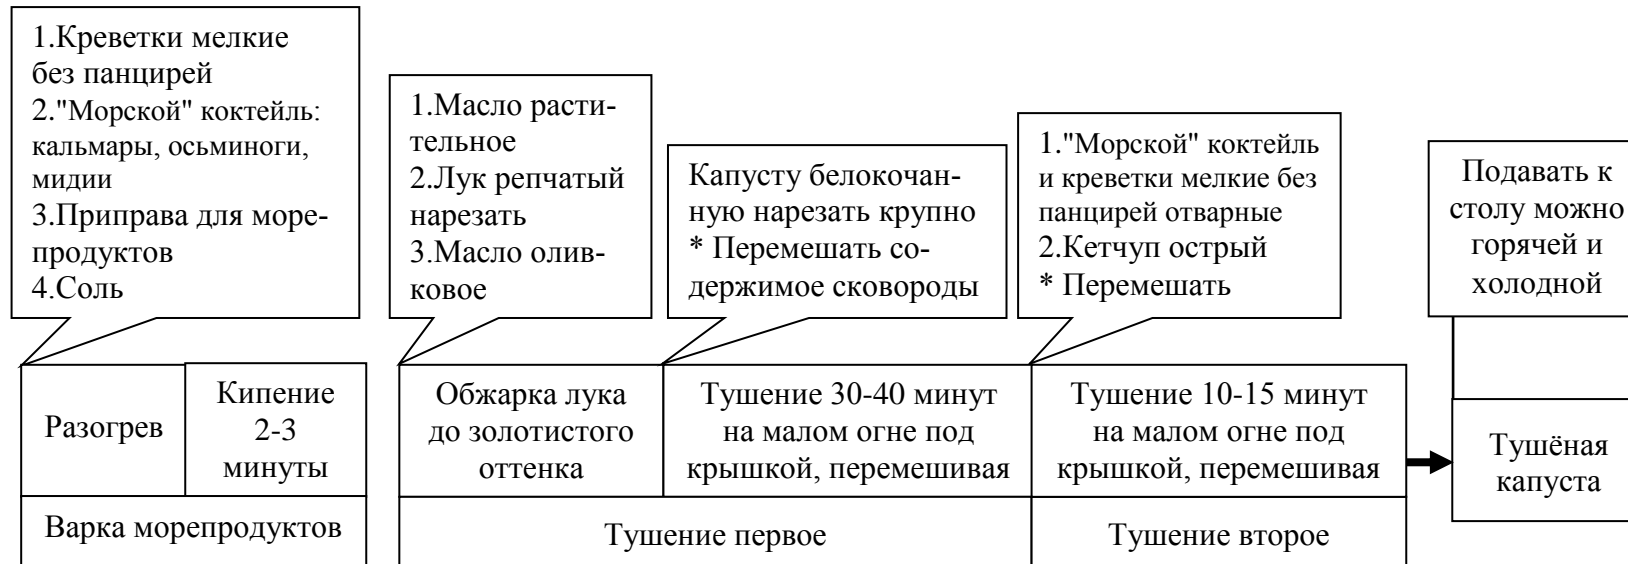 1.Креветки мелкие
без панцирей
2."Морской" коктейль:
кальмары, осьминоги,
мидии
3.Приправа для море-
продуктов
4.Соль
1.Масло расти-
тельное
2.Лук репчатый
нарезать
3.Масло олив-
ковое
Капусту белокочан-
ную нарезать крупно
* Перемешать со-
держимое сковороды
1."Морской" коктейль
и креветки мелкие без
панцирей отварные
2.Кетчуп острый
* Перемешать
Подавать к
столу можно
горячей и
холодной
Разогрев
Кипение
2-3
минуты
Обжарка лука
до золотистого
оттенка
Тушение 30-40 минут
на малом огне под
крышкой, перемешивая
Тушение 10-15 минут
на малом огне под
крышкой, перемешивая
Тушёная
капуста
Варка морепродуктов
Тушение первое
Тушение второе